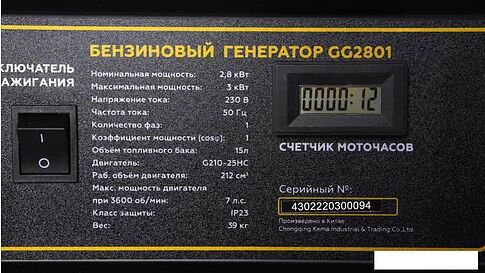 БЕНЗИНОВЫЙ ГЕНЕРАТОР GG2801
КЛЮЧАТЕЛЬ
АЖИГАНИЯ
I
O
Номинальная мощность: 2,8 кВт
Максимальная мощность: 3 кВт
Напряжение тока: 230 В
Частота тока: 50 Гц
Количество фаз: 1
Коэффициент мощности (cosφ): 1
Объём топливного бака: 15л
Двигатель: G210-25HC
Раб. объём двигателя: 212 см³
Макс. мощность двигателя
при 3600 об/мин: 7 л.с.
Класс защиты: IP23
Вес: 39 кг
0000:12
СЧЕТЧИК МОТОЧАСОВ
Серийный №:
4302220300094
Произведено в Китае
Chongqing Kema Industrial & Trading Co.,Ltd